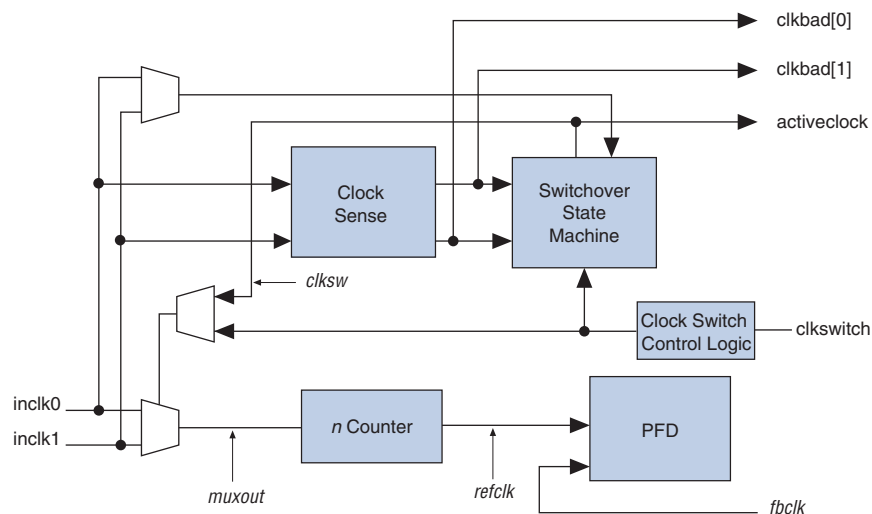 clkbad[0]
clkbad[1]
activeclock
Clock
Sense
Switchover
State
Machine
clksw
Clock Switch
Control Logic
clkswitch
inclk0
inclk1
n Counter
PFD
muxout
refclk
fbclk